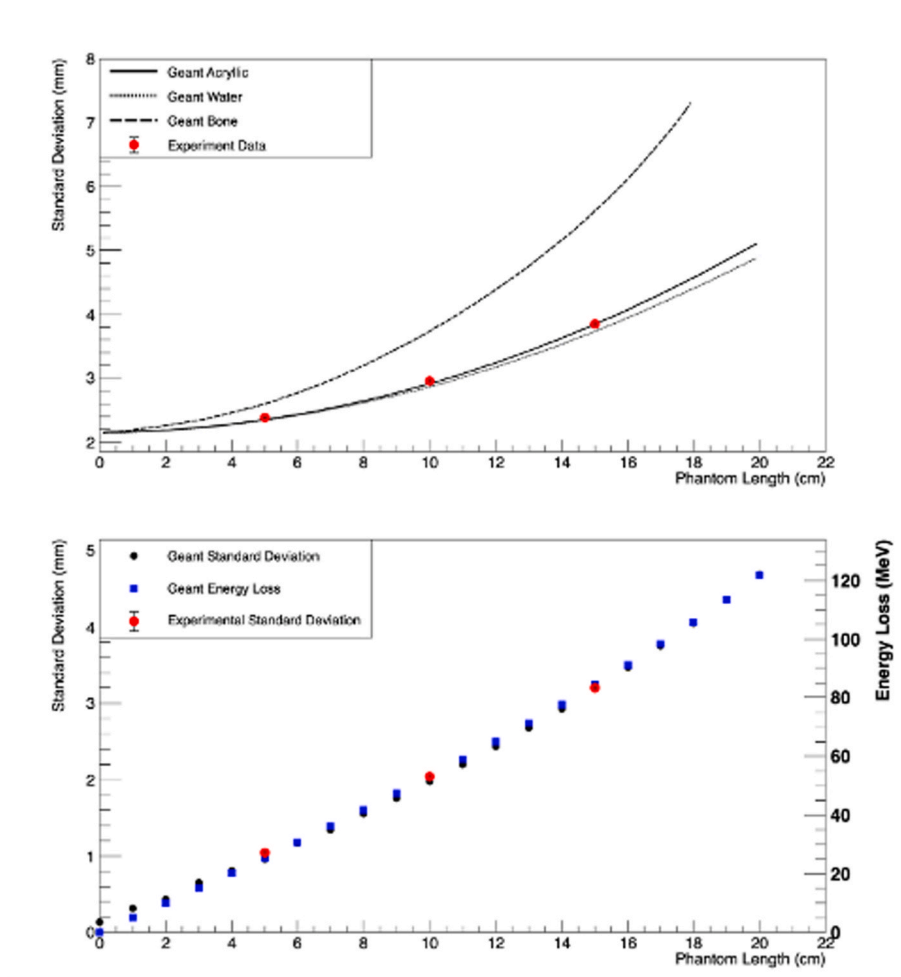 Standard Deviation (mm)
8
7
6
5
4
3
2
Geant Acryllic
Geant Water
Geant Bone
Experiment Data
0 2 4 6 8 10 12 14 16 18 20 22
Phantom Length (cm)
Standard Deviation (mm)
5
4
3
2
1
0
Geant Standard Deviation
Geant Energy Loss
Experimental Standard Deviation
Energy Loss (MeV)
120
100
80
60
40
20
0
0 2 4 6 8 10 12 14 16 18 20 22
Phantom Length (cm)